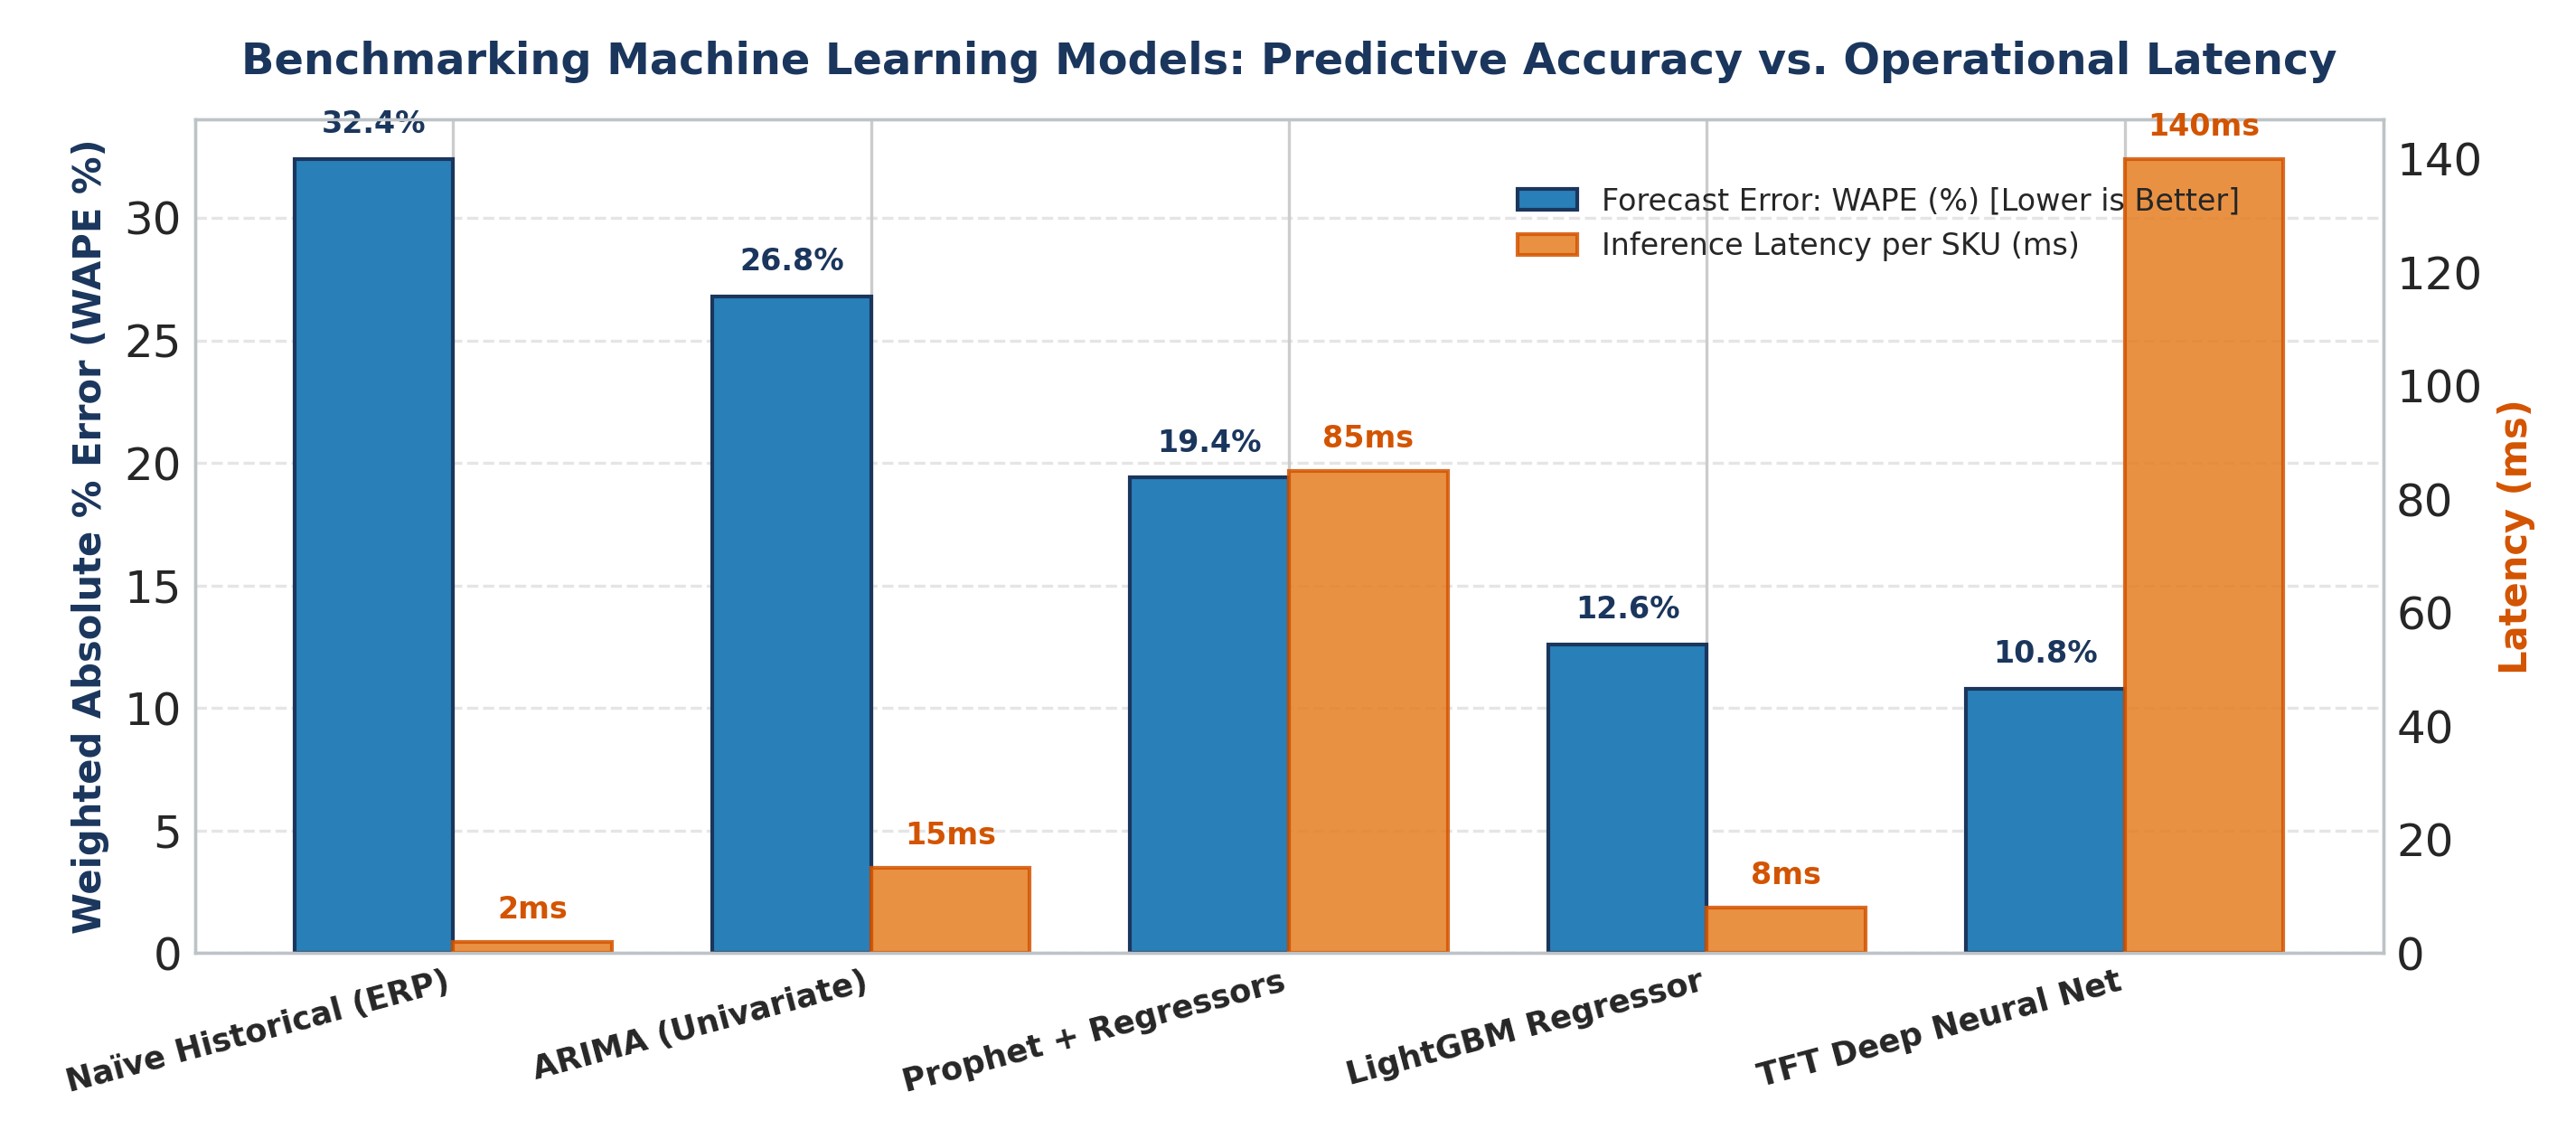 Benchmarking Machine Learning Models: Predictive Accuracy vs. Operational Latency
Weighted Absolute % Error (WAPE %)
30
25
20
15
10
5
0
32.4%
26.8%
19.4%
12.6%
10.8%
2ms
15ms
85ms
8ms
140ms
Forecast Error: WAPE (%) [Lower is Better]
Inference Latency per SKU (ms)
140
120
100
80
60
40
20
0
Latency (ms)
Naïve Historical (ERP)
ARIMA (Univariate)
Prophet + Regressors
LightGBM Regressor
TFT Deep Neural Net